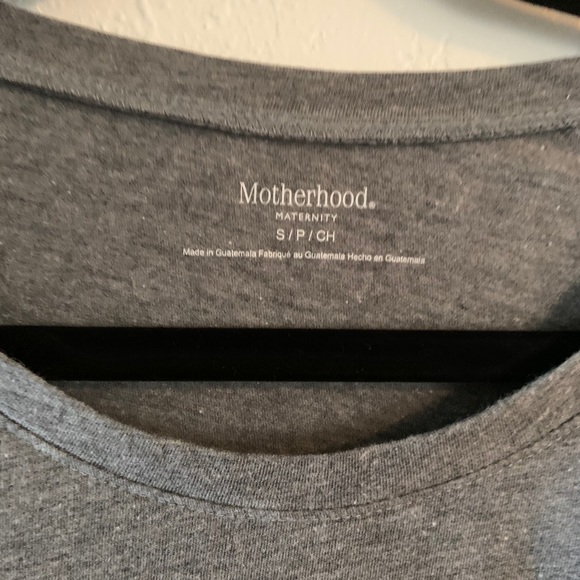 Motherhood®
MATERNITY
S / P / CH
Made in Guatemala Fabriqué au Guatemala Hecho en Guatemala